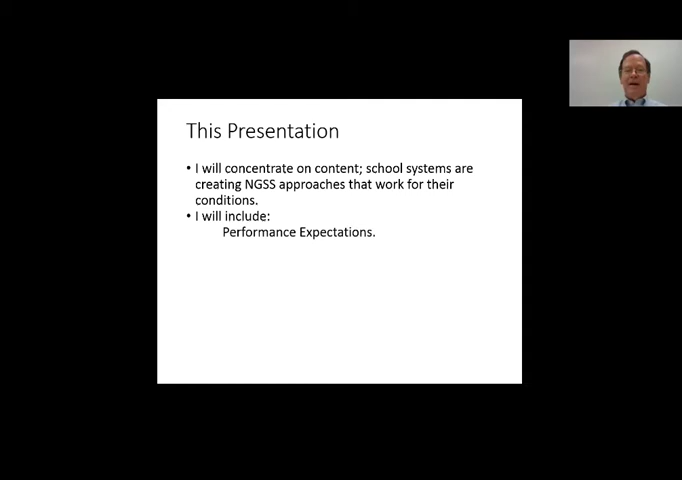 This Presentation
• I will concentrate on content; school systems are
creating NGSS approaches that work for their
conditions.
• I will include:
Performance Expectations.